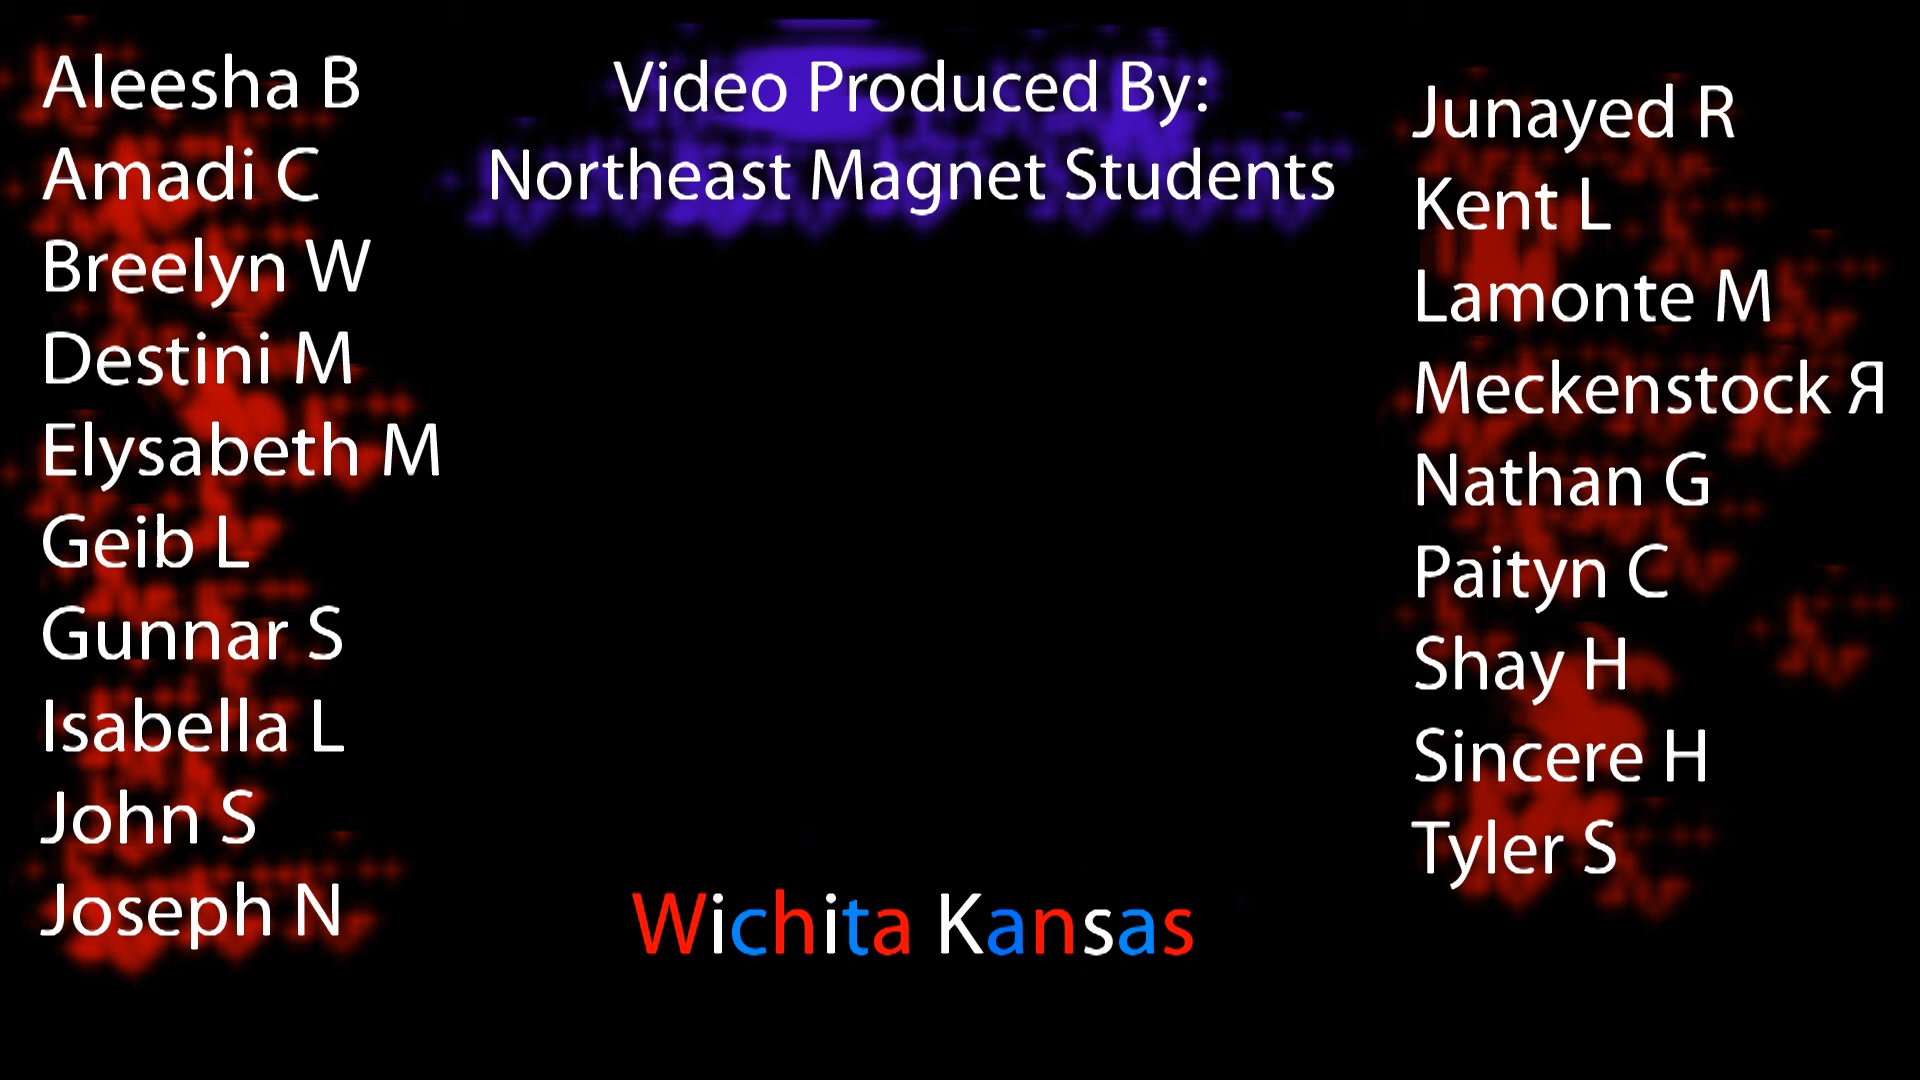 Aleesha B
Amadi C
Breelyn W
Destini M
Elysabeth M
Geib L
Gunnar S
Isabella L
John S
Joseph N
Video Produced By:
Northeast Magnet Students
Wichita Kansas
Junayed R
Kent L
Lamonte M
Meckenstock Я
Nathan G
Paityn C
Shay H
Sincere H
Tyler S